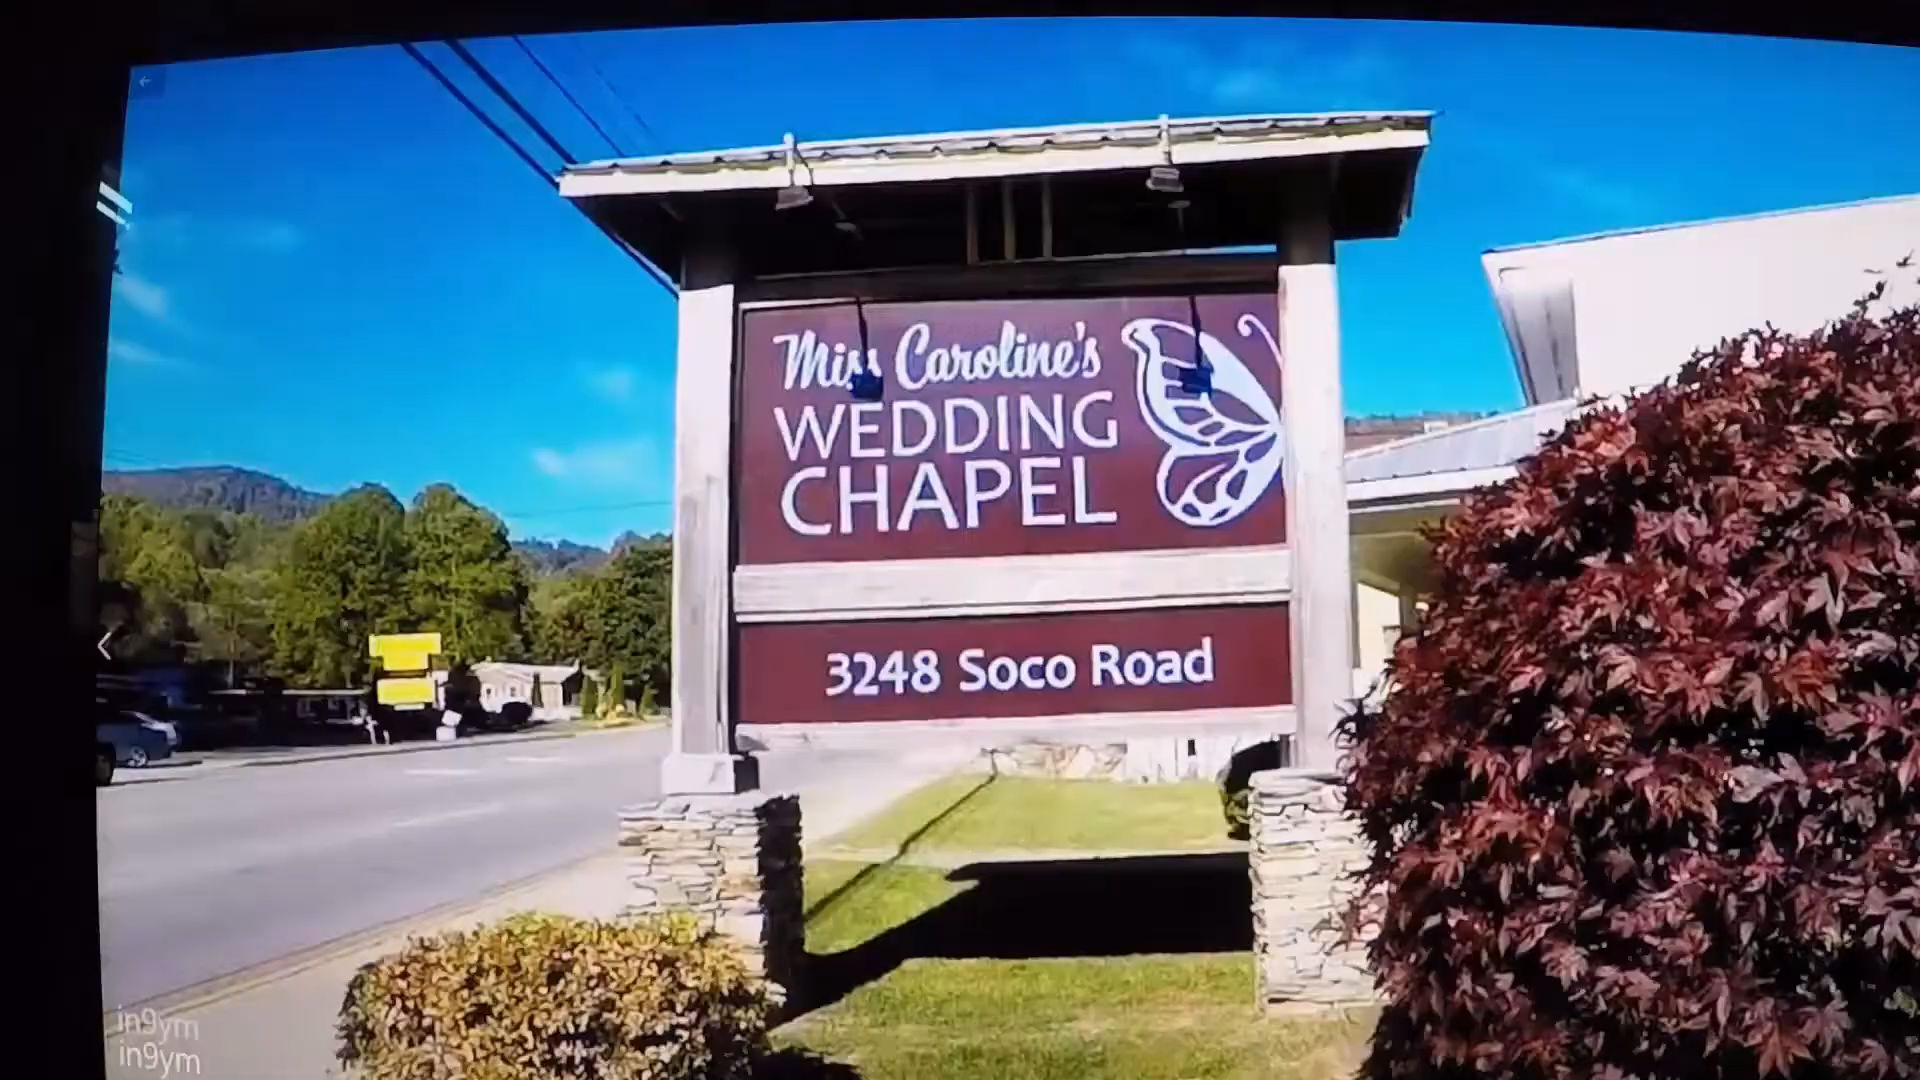 Miss Caroline's
WEDDING
CHAPEL
3248 Soco Road
in9ym
in9ym